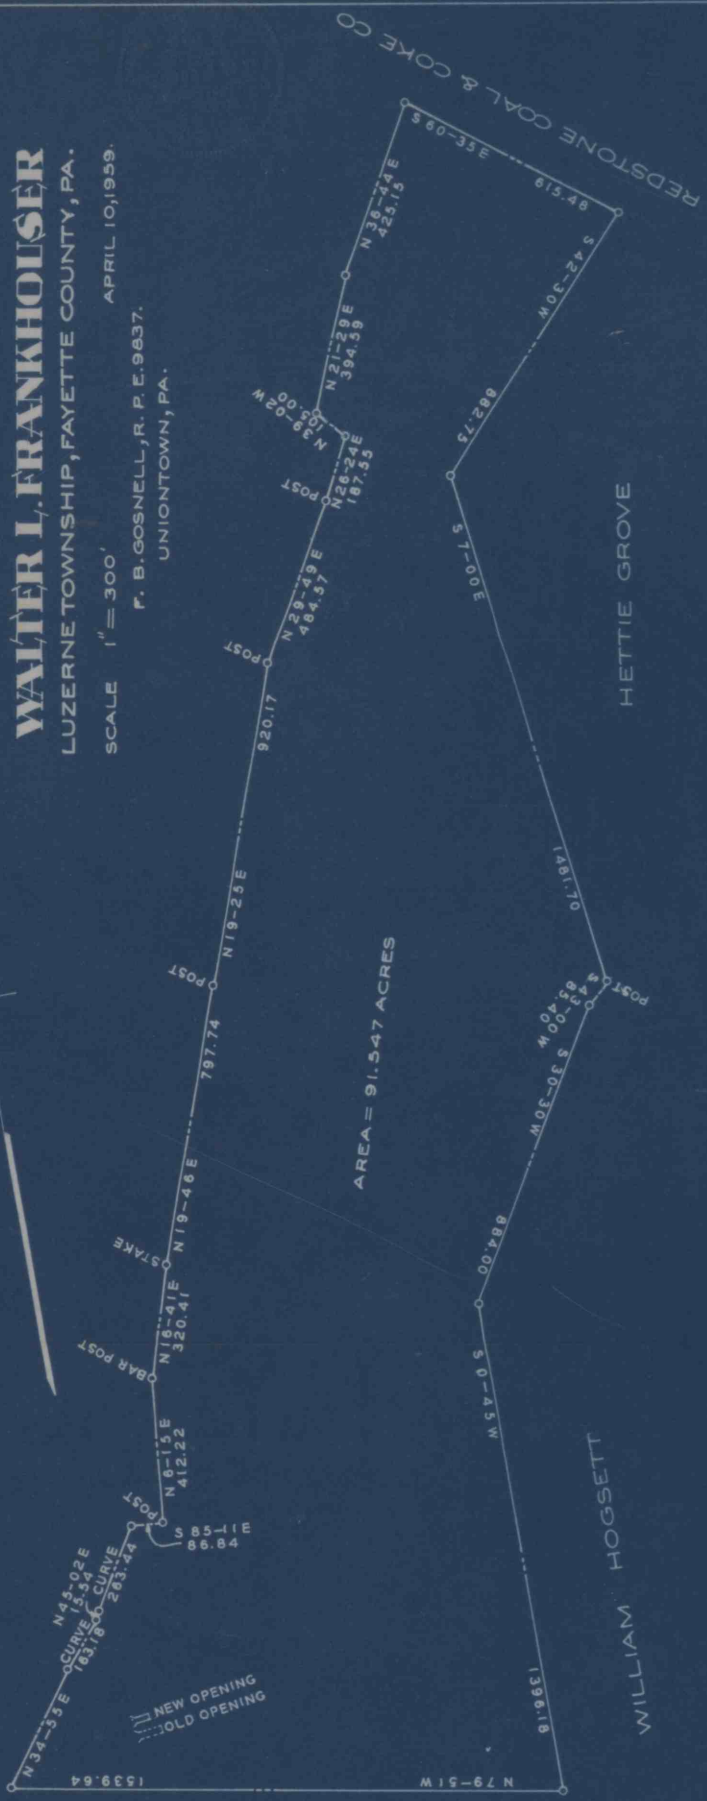 WALTER L. FRANKHOUSER
LUZERNE TOWNSHIP, FAYETTE COUNTY, PA.
SCALE 1" = 300' APRIL 10, 1959.
F. B. GOSNELL, R. P. E. 9837.
UNIONTOWN, PA.
N 34-55 E
CURVE
163.18
N 45-02 E
15.54
CURVE
263.44
POST
S 85-11 E
86.84
N 6-15 E
412.22
BAR POST
N 16-41 E
320.41
STAKE
N 19-46 E
797.74
POST
N 19-25 E
920.17
POST
N 29-49 E
484.57
POST
N 26-24 E
187.55
N 39-02 W
105.00
N 21-29 E
394.59
N 36-44 E
425.15
REDSTONE COAL & COKE CO
S 60-35 E
615.48
S 42-30 W
882.75
S 7-00 E
1481.70
HETTIE GROVE
POST
S 43-00 W
85.40
S 30-30 W
884.00
S 0-45 W
1396.18
WILLIAM HOGSETT
N 79-51 W
1539.64
AREA = 91.547 ACRES
NEW OPENING
OLD OPENING